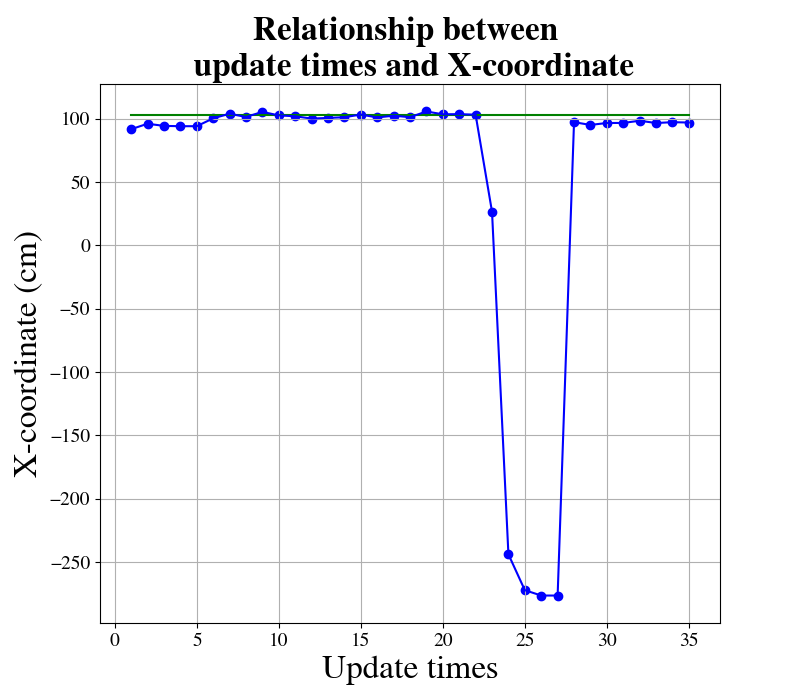 Relationship between
update times and X-coordinate
X-coordinate (cm)
100
50
0
−50
−100
−150
−200
−250
0 5 10 15 20 25 30 35
Update times